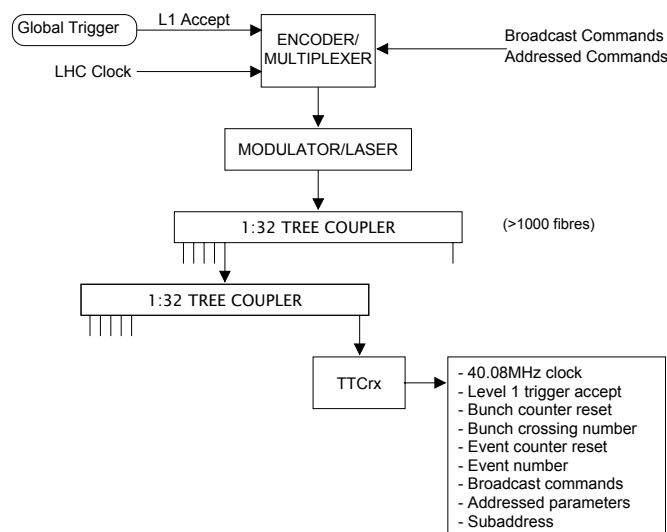 Global Trigger
L1 Accept
LHC Clock
ENCODER/
MULTIPLEXER
Broadcast Commands
Addressed Commands
MODULATOR/LASER
1:32 TREE COUPLER
(>1000 fibres)
1:32 TREE COUPLER
TTCrx
- 40.08MHz clock
- Level 1 trigger accept
- Bunch counter reset
- Bunch crossing number
- Event counter reset
- Event number
- Broadcast commands
- Addressed parameters
- Subaddress